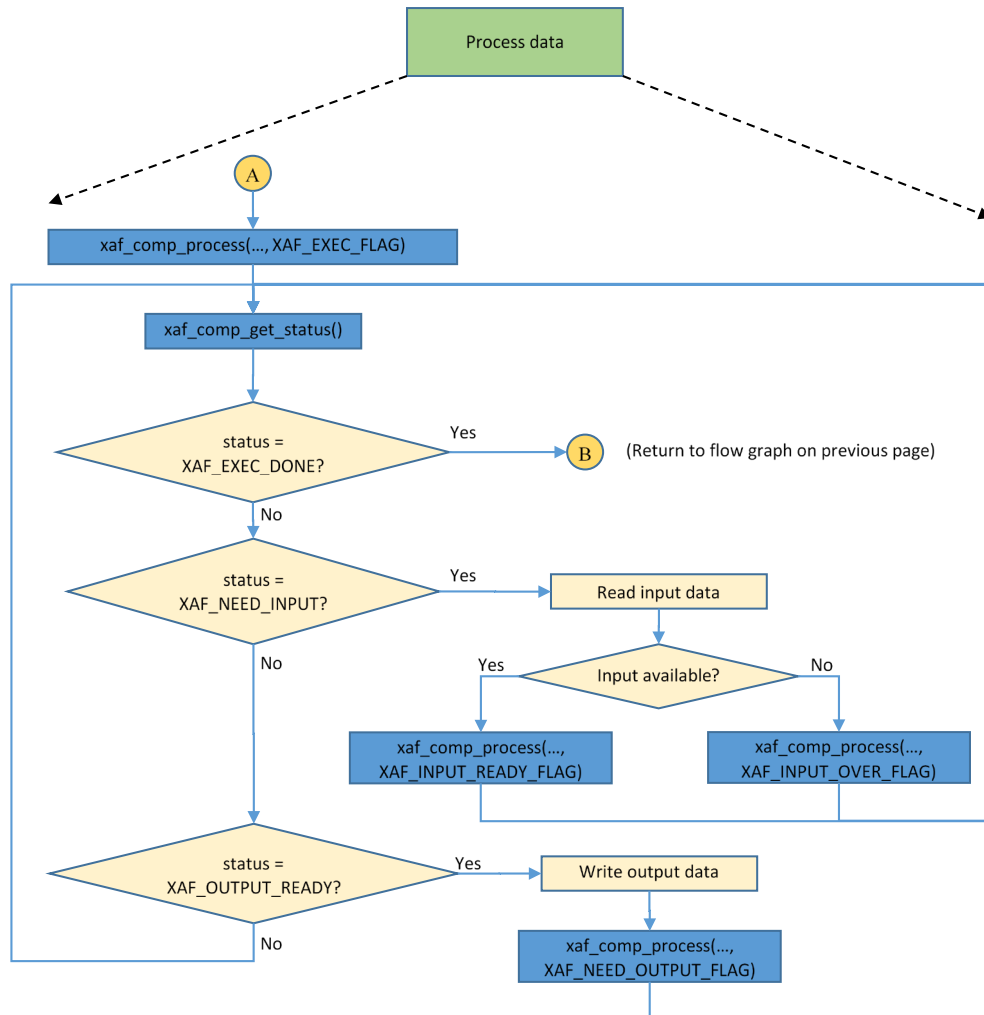 Process data
A
xaf_comp_process(…, XAF_EXEC_FLAG)
xaf_comp_get_status()
status =
XAF_EXEC_DONE?
Yes
B
(Return to flow graph on previous page)
No
status =
XAF_NEED_INPUT?
Yes
Read input data
No
Yes
Input available?
No
xaf_comp_process(…,
XAF_INPUT_READY_FLAG)
xaf_comp_process(…,
XAF_INPUT_OVER_FLAG)
status =
XAF_OUTPUT_READY?
Yes
Write output data
No
xaf_comp_process(…,
XAF_NEED_OUTPUT_FLAG)